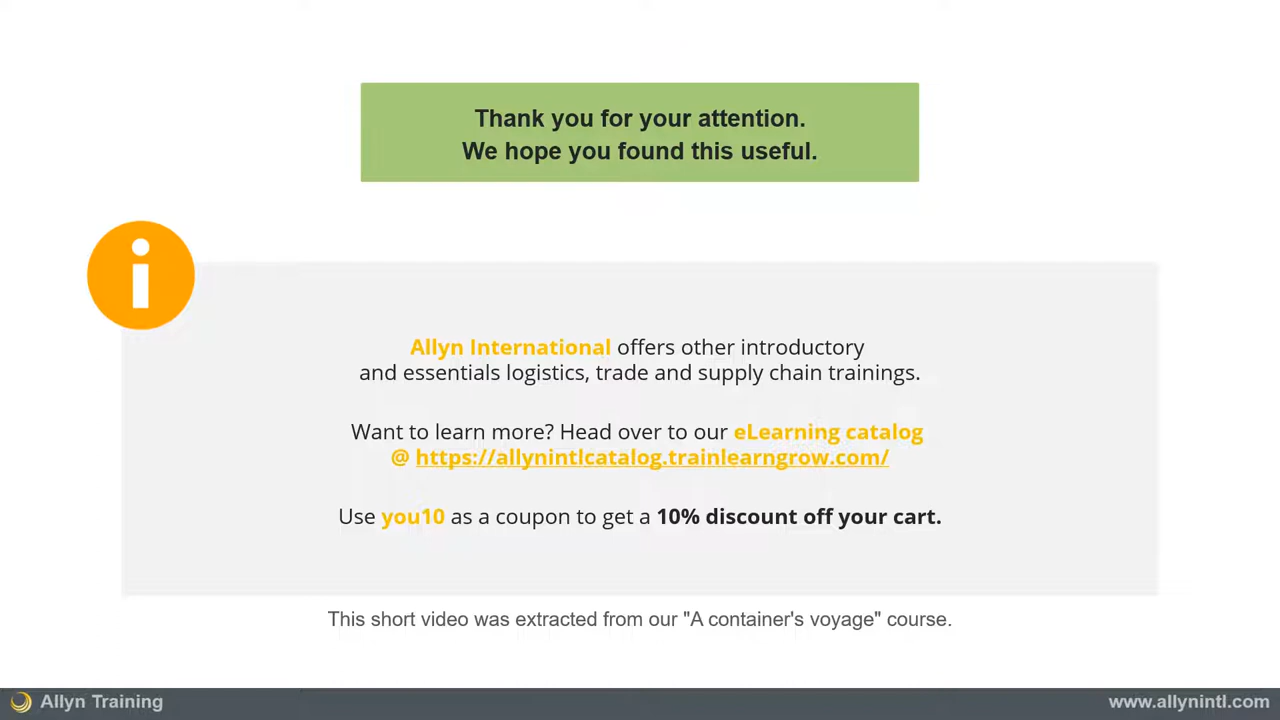 Thank you for your attention.
We hope you found this useful.
i
Allyn International offers other introductory
and essentials logistics, trade and supply chain trainings.
Want to learn more? Head over to our eLearning catalog
@ https://allynintlcatalog.trainlearngrow.com/
Use you10 as a coupon to get a 10% discount off your cart.
This short video was extracted from our "A container's voyage" course.
Allyn Training
www.allynintl.com